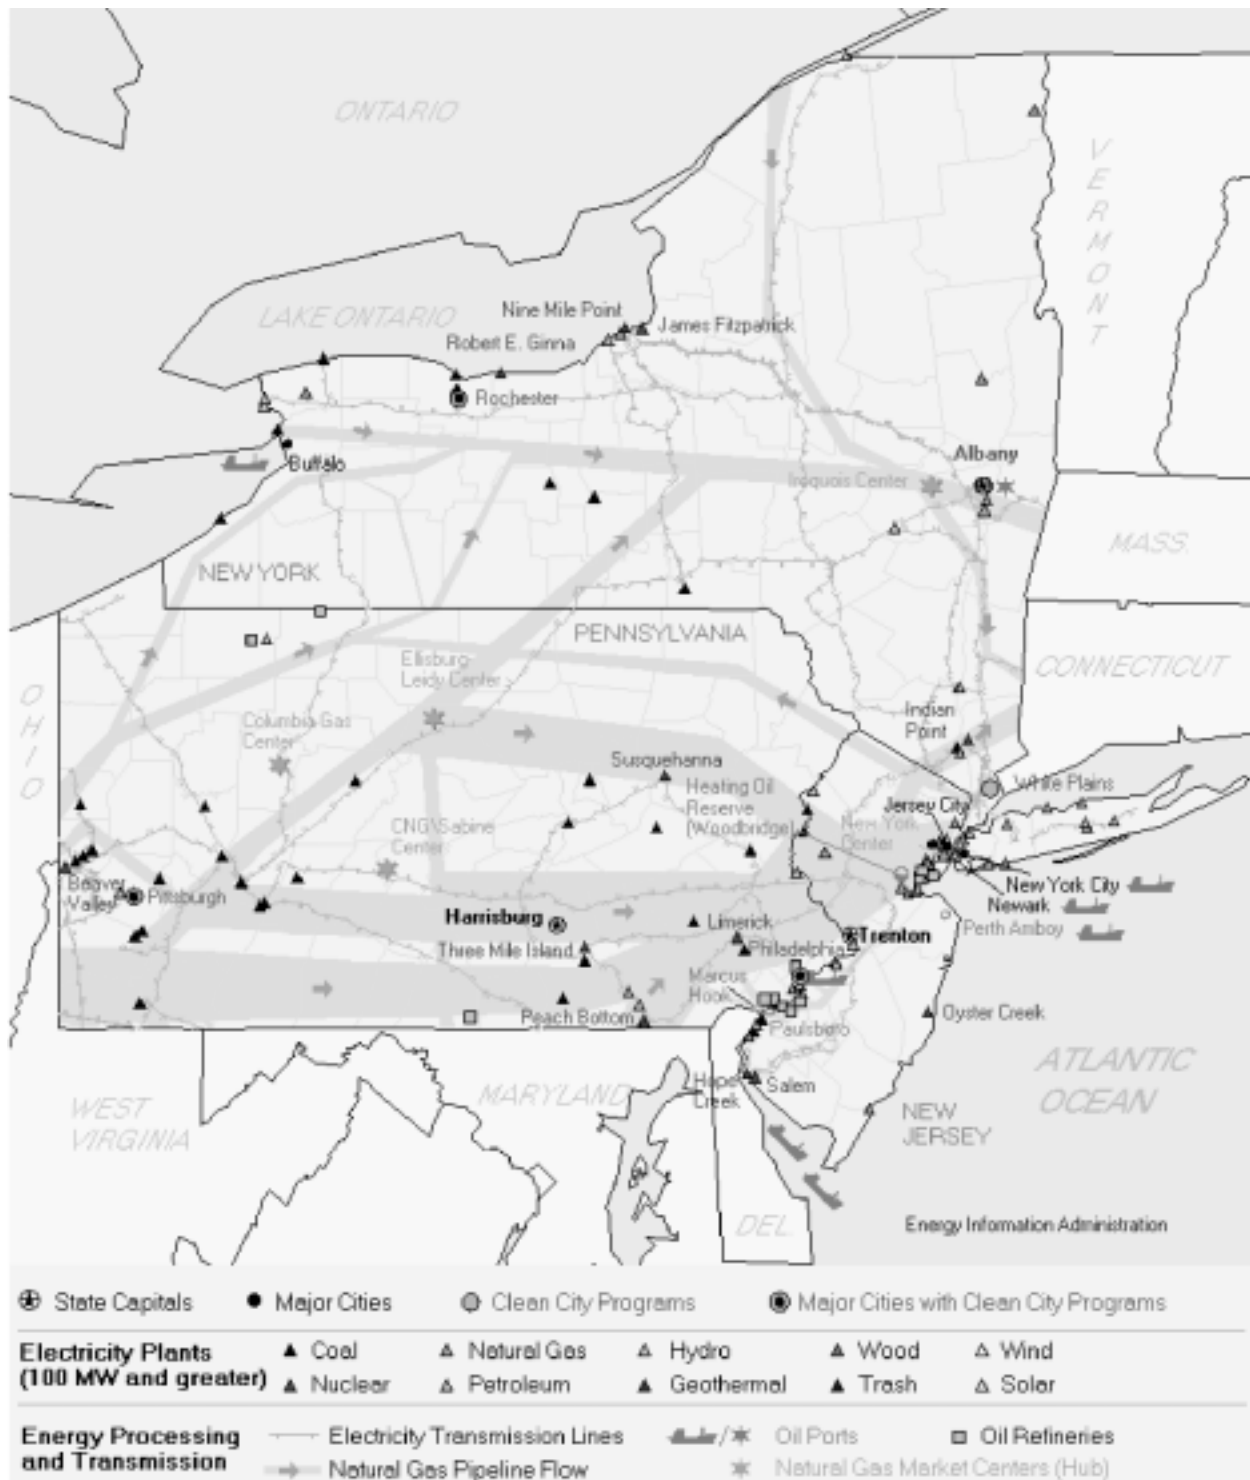 ONTARIO
VERMONT
LAKE ONTARIO
Nine Mile Point
James Fitzpatrick
Robert E. Ginna
Rochester
Buffalo
Albany
Iroquois Center
MASS.
NEW YORK
PENNSYLVANIA
CONNECTICUT
OHIO
Ellisburg-
Leidy Center
Columbia Gas
Center
Indian
Point
Susquehanna
Heating Oil
Reserve
(Woodbridge)
White Plains
Jersey City
New York
Center
CNG\Sabine
Center
Beaver
Valley
Pittsburgh
New York City
Newark
Perth Amboy
Harrisburg
Limerick
Trenton
Three Mile Island
Philadelphia
Marcus
Hook
Peach Bottom
Paulsboro
Oyster Creek
Hope
Creek
Salem
ATLANTIC
OCEAN
WEST
VIRGINIA
MARYLAND
NEW
JERSEY
DEL.
Energy Information Administration
State Capitals Major Cities Clean City Programs Major Cities with Clean City Programs
Electricity Plants
(100 MW and greater)
Coal Natural Gas Hydro Wood Wind
Nuclear Petroleum Geothermal Trash Solar
Energy Processing
and Transmission
Electricity Transmission Lines / Oil Ports Oil Refineries
Natural Gas Pipeline Flow Natural Gas Market Centers (Hub)